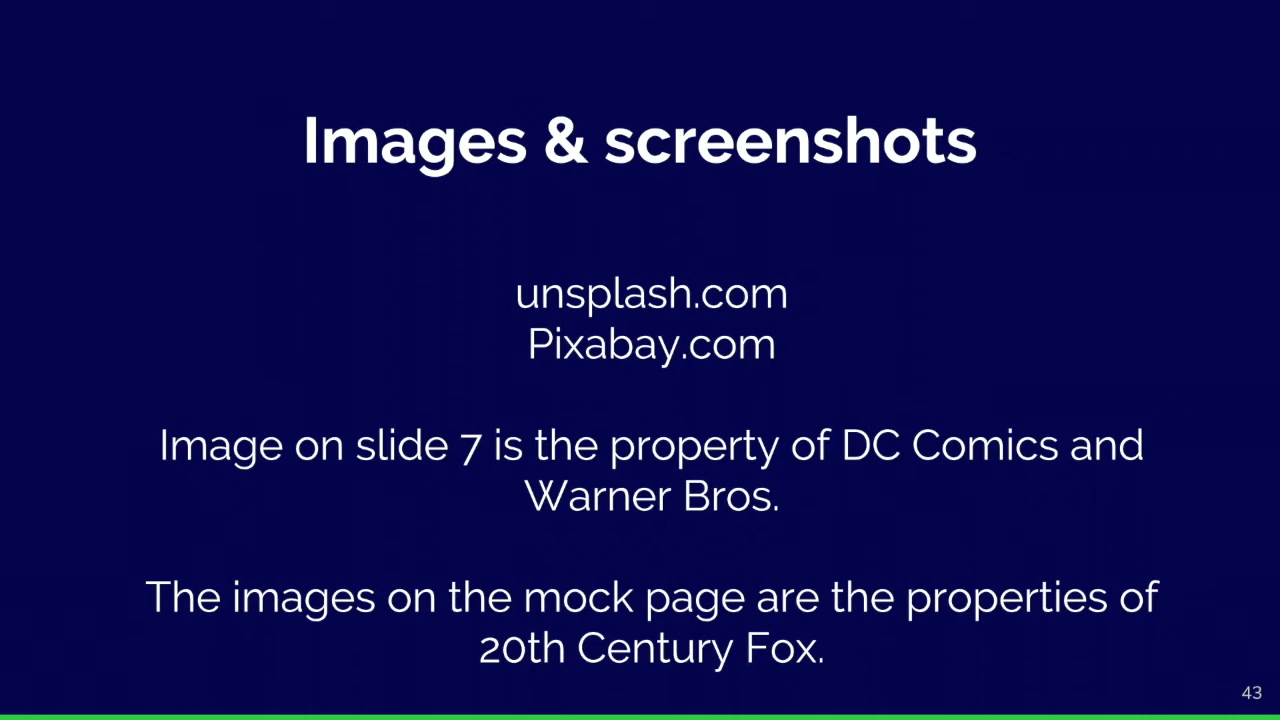 Images & screenshots
unsplash.com
Pixabay.com
Image on slide 7 is the property of DC Comics and
Warner Bros.
The images on the mock page are the properties of
20th Century Fox.
43